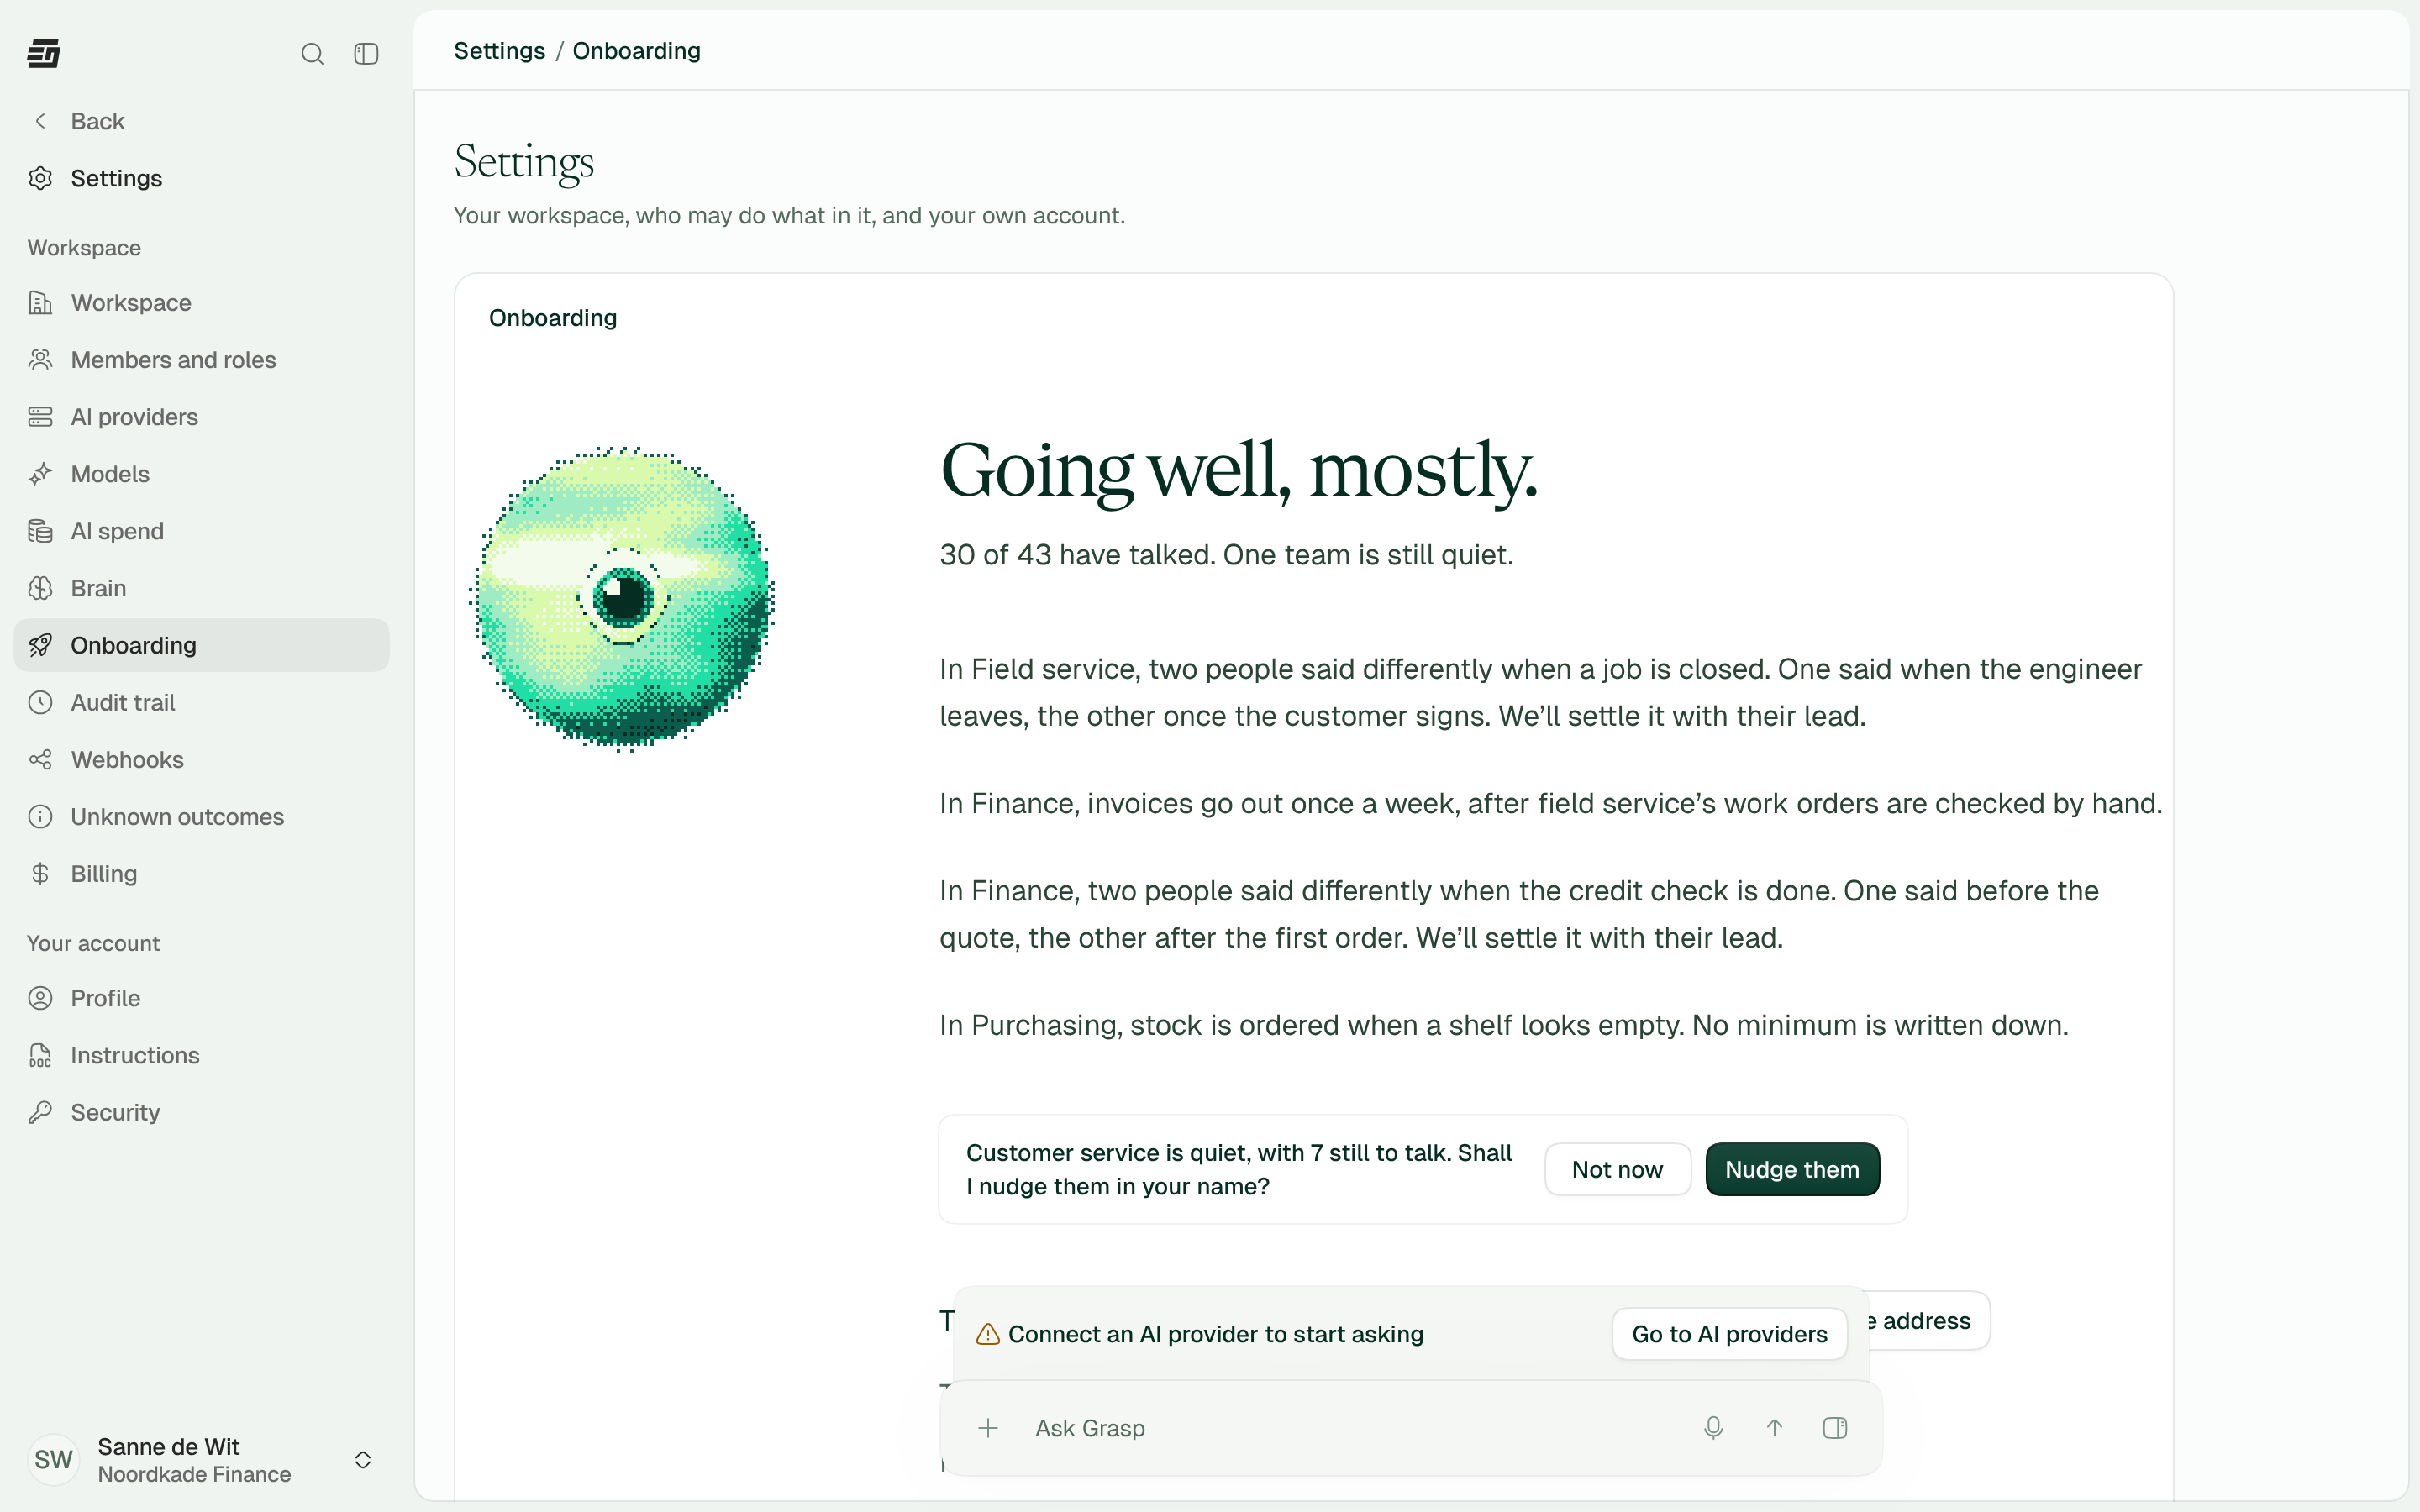 Settings / Onboarding
Back
Settings
Workspace
Workspace
Members and roles
AI providers
Models
AI spend
Brain
Onboarding
Audit trail
Webhooks
Unknown outcomes
Billing
Your account
Profile
Instructions
DOC
Security
SW
Sanne de Wit
Noordkade Finance
Settings
Your workspace, who may do what in it, and your own account.
Onboarding
Going well, mostly.
30 of 43 have talked. One team is still quiet.
In Field service, two people said differently when a job is closed. One said when the engineer
leaves, the other once the customer signs. We’ll settle it with their lead.
In Finance, invoices go out once a week, after field service’s work orders are checked by hand.
In Finance, two people said differently when the credit check is done. One said before the
quote, the other after the first order. We’ll settle it with their lead.
In Purchasing, stock is ordered when a shelf looks empty. No minimum is written down.
Customer service is quiet, with 7 still to talk. Shall
I nudge them in your name?
Not now
Nudge them
Connect an AI provider to start asking
Go to AI providers
address
Ask Grasp